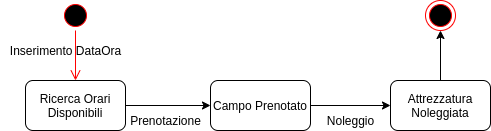 Inserimento DataOra
Ricerca Orari
Disponibili
Prenotazione
Campo Prenotato
Noleggio
Attrezzatura
Noleggiata